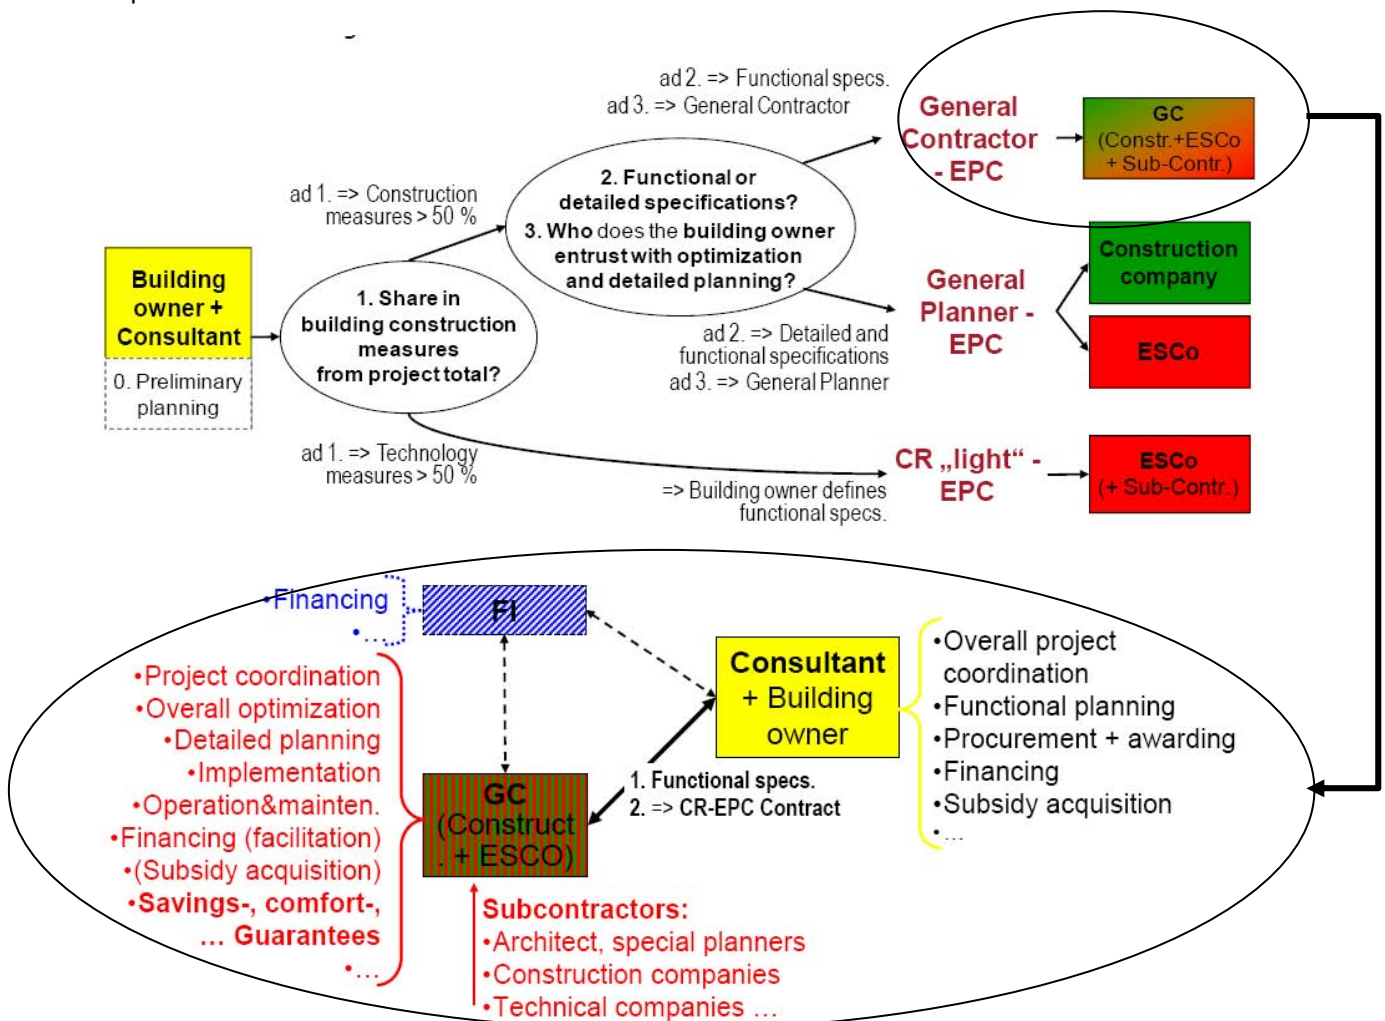 ad 2. => Functional specs.
ad 3. => General Contractor
General
Contractor
- EPC
GC
(Constr.+ESCo
+ Sub-Contr.)
ad 1. => Construction
measures > 50 %
2. Functional or
detailed specifications?
3. Who does the building owner
entrust with optimization
and detailed planning?
Building
owner +
Consultant
0. Preliminary
planning
1. Share in
building construction
measures
from project total?
General
Planner -
EPC
Construction
company
ESCo
ad 2. => Detailed and
functional specifications
ad 3. => General Planner
ad 1. => Technology
measures > 50 %
=> Building owner defines
functional specs.
CR „light“ -
EPC
ESCo
(+ Sub-Contr.)
•Financing
•...
FI
•Project coordination
•Overall optimization
•Detailed planning
•Implementation
•Operation&mainten.
•Financing (facilitation)
•(Subsidy acquisition)
•Savings-, comfort-,
... Guarantees
•...
GC
(Construct
. + ESCO)
1. Functional specs.
2. => CR-EPC Contract
Consultant
+ Building
owner
•Overall project
coordination
•Functional planning
•Procurement + awarding
•Financing
•Subsidy acquisition
•...
Subcontractors:
•Architect, special planners
•Construction companies
•Technical companies ...